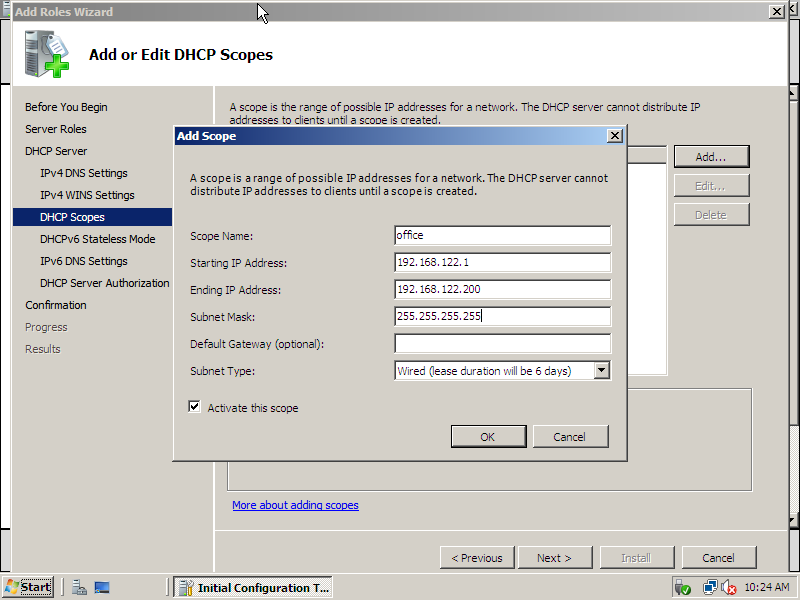 Add Roles Wizard
Add or Edit DHCP Scopes
Before You Begin
Server Roles
DHCP Server
IPv4 DNS Settings
IPv4 WINS Settings
DHCP Scopes
DHCPv6 Stateless Mode
IPv6 DNS Settings
DHCP Server Authorization
Confirmation
Progress
Results
A scope is the range of possible IP addresses for a network. The DHCP server cannot distribute IP
addresses to clients until a scope is created.
Add...
Edit...
Delete
Add Scope
A scope is a range of possible IP addresses for a network. The DHCP server cannot
distribute IP addresses to clients until a scope is created.
Scope Name: office
Starting IP Address: 192.168.122.1
Ending IP Address: 192.168.122.200
Subnet Mask: 255.255.255.255
Default Gateway (optional):
Subnet Type: Wired (lease duration will be 6 days)
Activate this scope
OK Cancel
More about adding scopes
< Previous Next > Install Cancel
Start Initial Configuration T... 10:24 AM